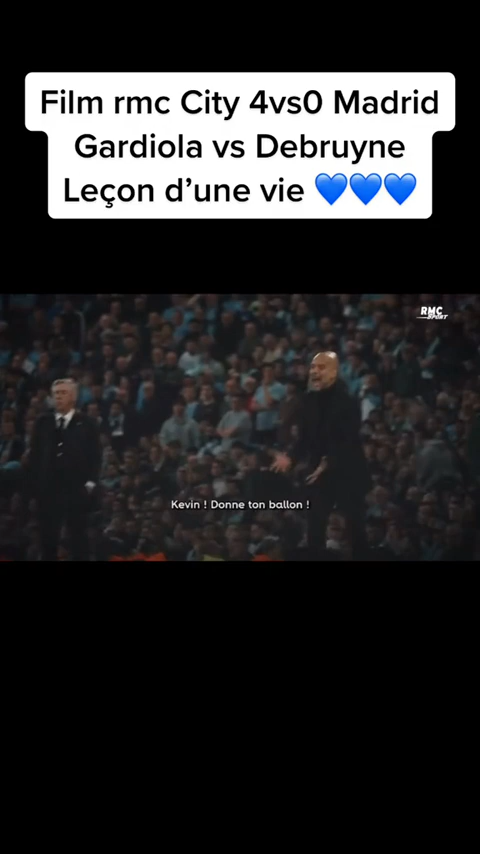 Film rmc City 4vs0 Madrid
Gardiola vs Debruyne
Leçon d’une vie 💙💙💙
RMC
SPORT
Kevin ! Donne ton ballon !